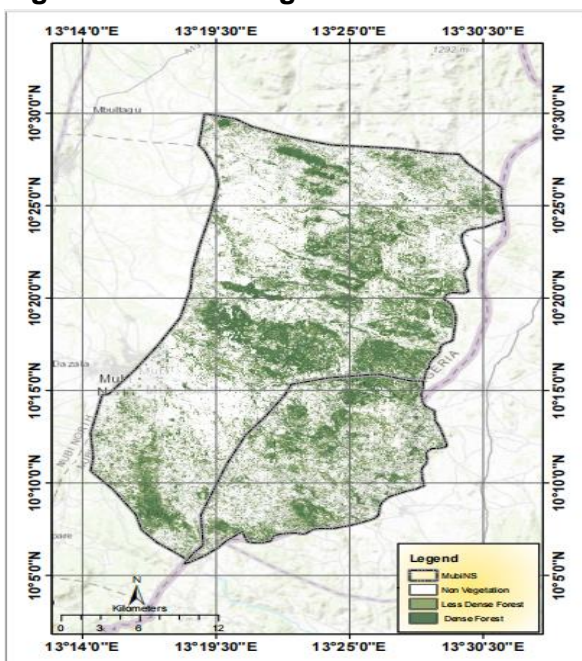 13°14'0"E 13°19'30"E 13°25'0"E 13°30'30"E
1292 m
Mbultagu
10°30'0"N 10°30'0"N
10°25'0"N 10°25'0"N
10°20'0"N 10°20'0"N
Dazala
10°15'0"N 10°15'0"N
MUBI NORTH
10°10'0"N 10°10'0"N
10°5'0"N 10°5'0"N
N
Kilometers
0 3 6 12
Legend
MubiNS
Non Vegetation
Less Dense Forest
Dense Forest
13°14'0"E 13°19'30"E 13°25'0"E 13°30'30"E